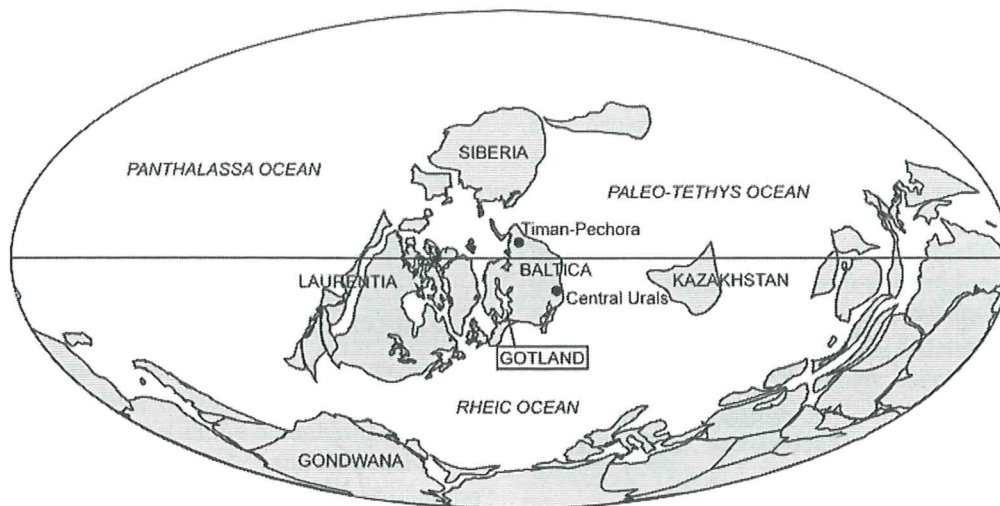 SIBERIA
PANTHALASSA OCEAN
PALEO-TETHYS OCEAN
Timan-Pechora
BALTICA
LAURENTIA
KAZAKHSTAN
Central Urals
GOTLAND
RHEIC OCEAN
GONDWANA